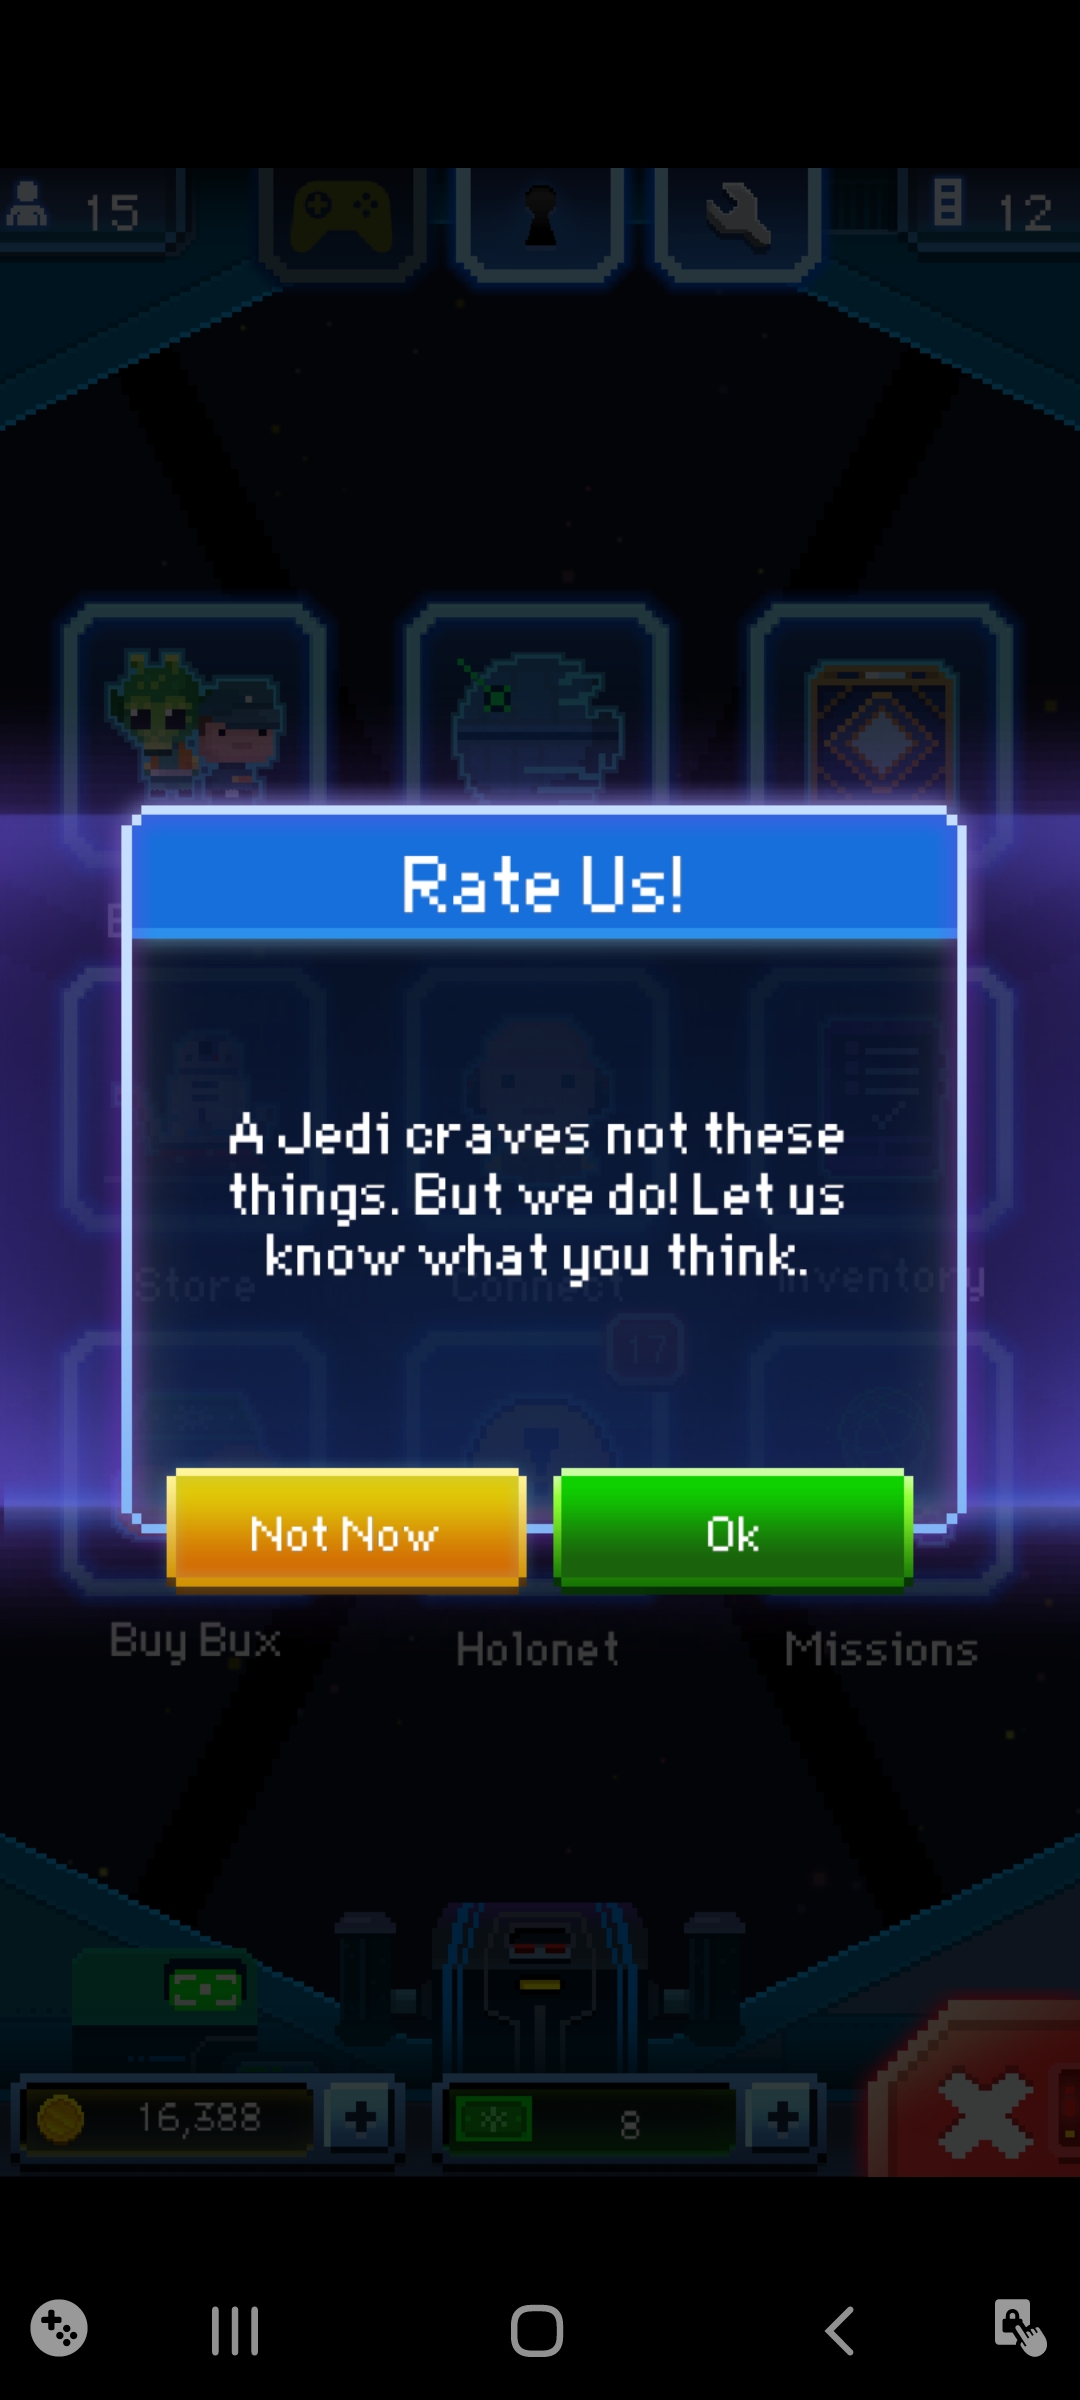 15
12
Rate Us!
A Jedi craves not these
things. But we do! Let us
know what you think.
Store
Connect
Inventory
17
Not Now
Ok
Buy Bux
Holonet
Missions
16,388
8